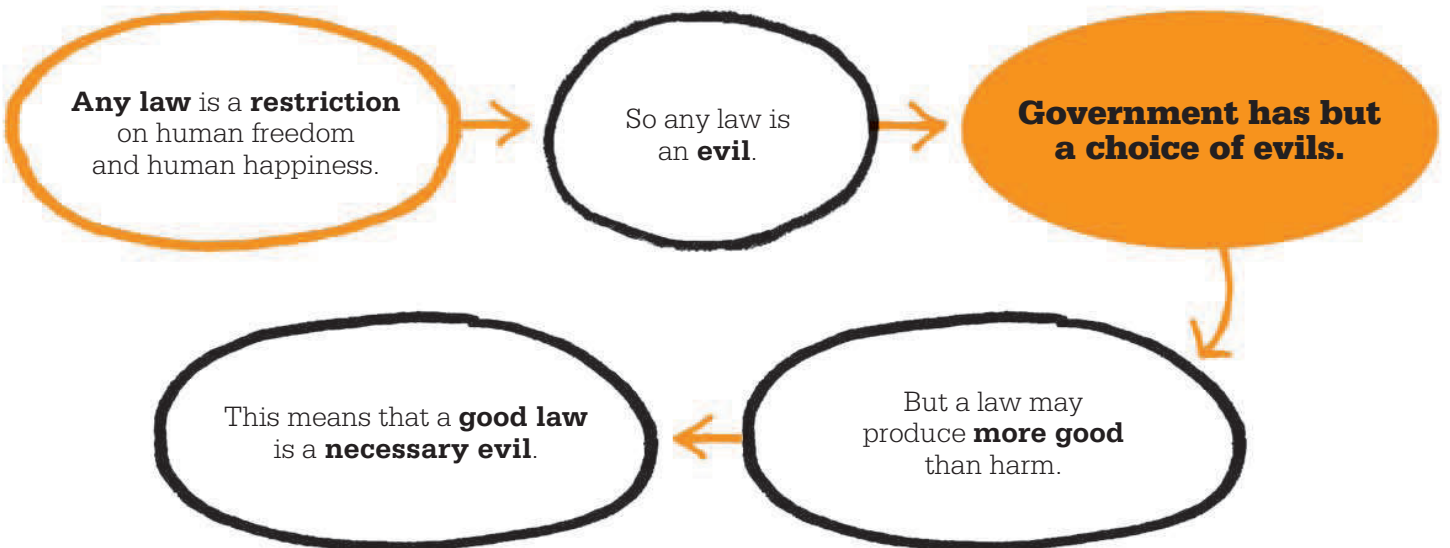 Any law is a restriction
on human freedom
and human happiness.
So any law is
an evil.
Government has but
a choice of evils.
But a law may
produce more good
than harm.
This means that a good law
is a necessary evil.